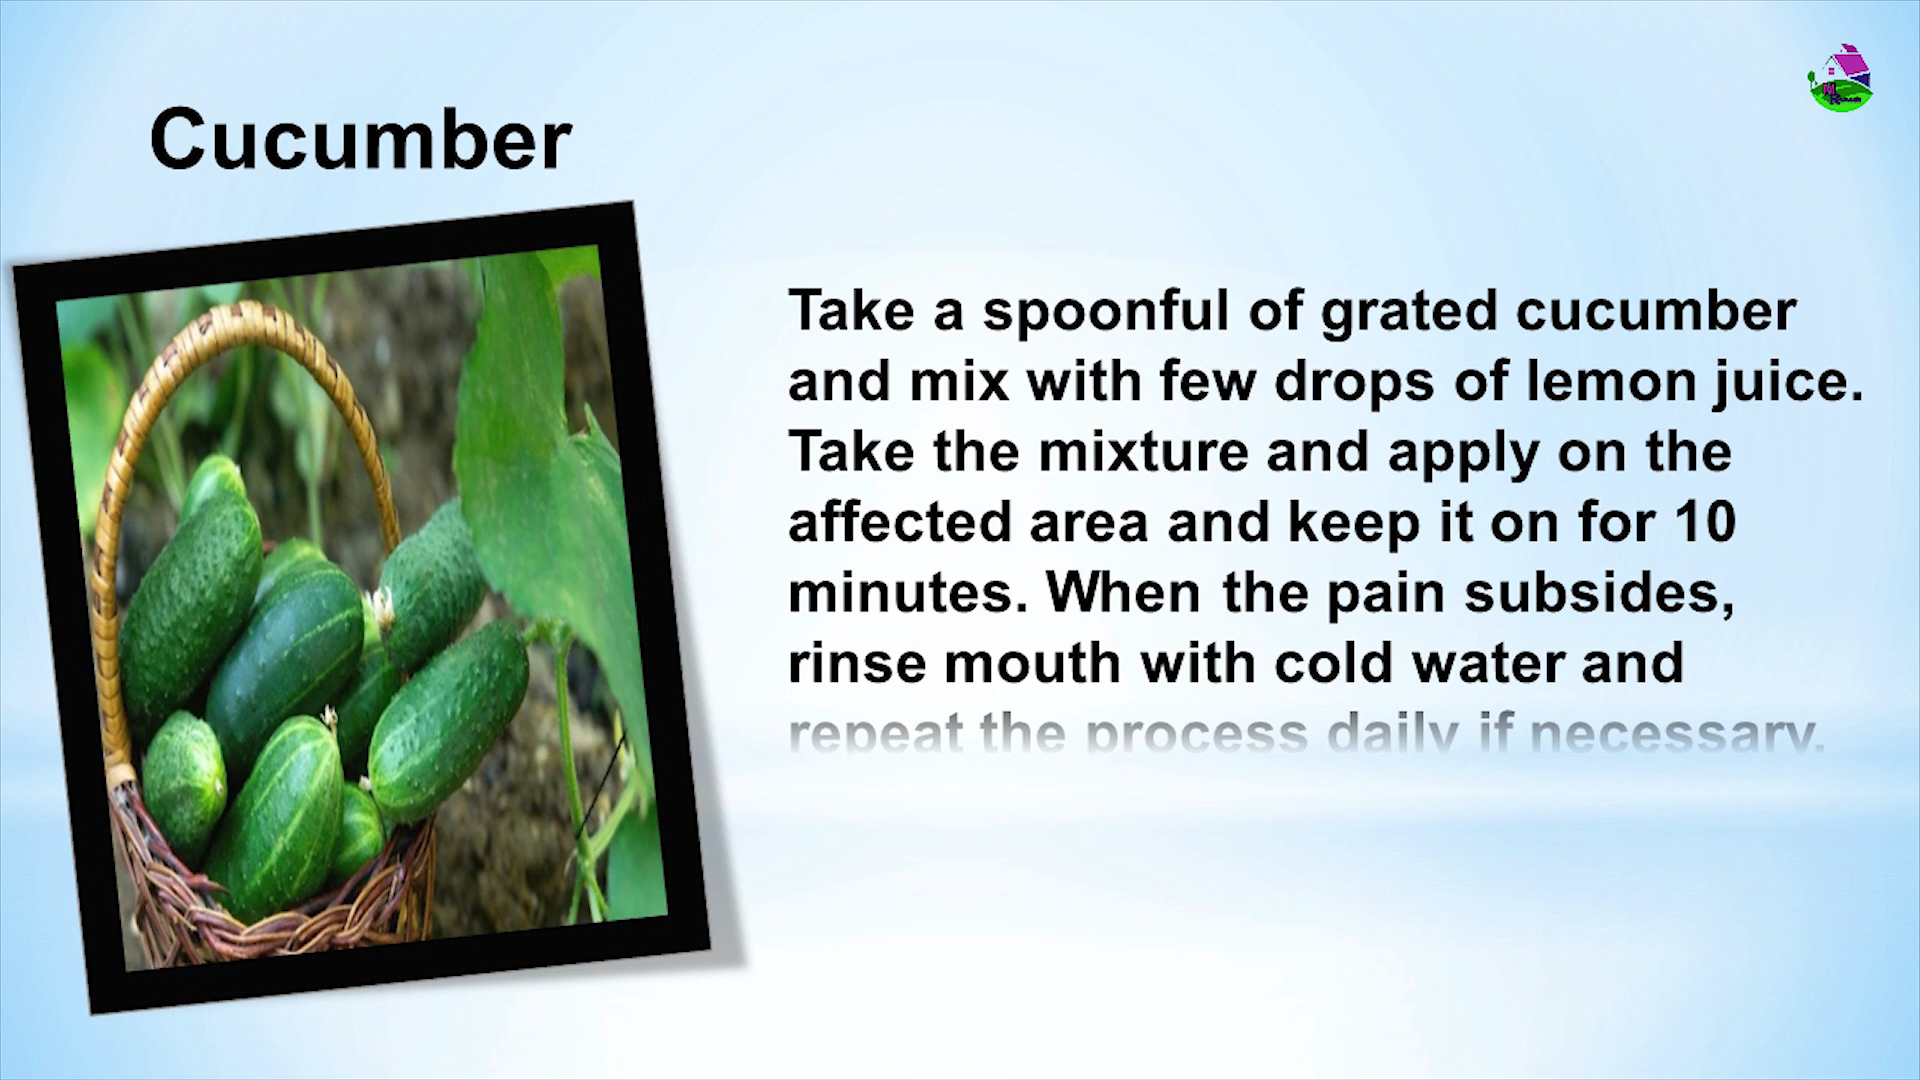 Cucumber
Take a spoonful of grated cucumber
and mix with few drops of lemon juice.
Take the mixture and apply on the
affected area and keep it on for 10
minutes. When the pain subsides,
rinse mouth with cold water and
repeat the process daily if necessary.